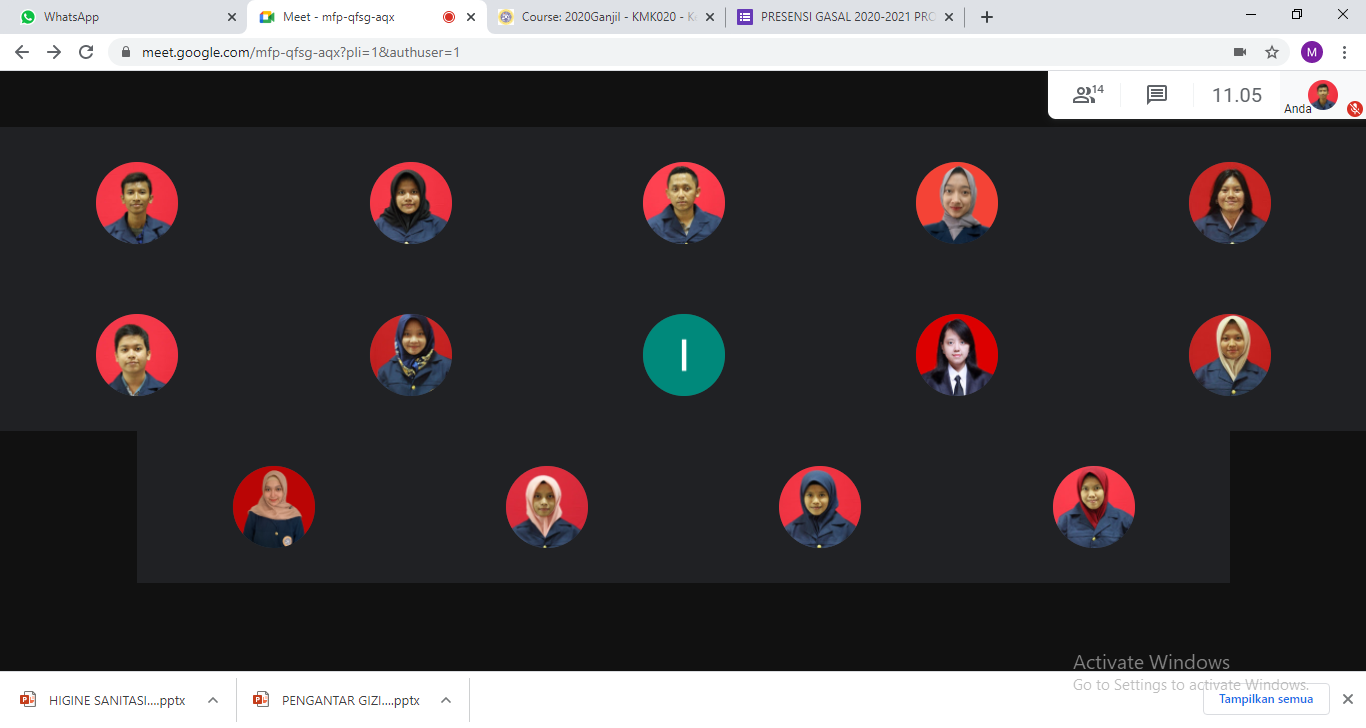 WhatsApp
Meet - mfp-qfsg-aqx
Course: 2020Ganjil - KMK020 - Ke
PRESENSI GASAL 2020-2021 PRO
meet.google.com/mfp-qfsg-aqx?pli=1&authuser=1
M
14
11.05
Anda
I
Activate Windows
Go to Settings to activate Windows.
HIGINE SANITASI....pptx
PENGANTAR GIZI....pptx
Tampilkan semua